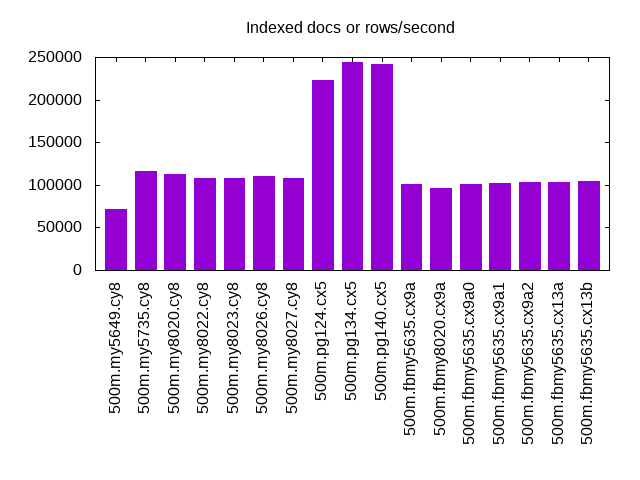 Indexed docs or rows/second
250000
200000
150000
100000
50000
0
500m.my5649.cy8
500m.my5735.cy8
500m.my8020.cy8
500m.my8022.cy8
500m.my8023.cy8
500m.my8026.cy8
500m.my8027.cy8
500m.pg124.cx5
500m.pg134.cx5
500m.pg140.cx5
500m.fbmy5635.cx9a
500m.fbmy8020.cx9a
500m.fbmy5635.cx9a0
500m.fbmy5635.cx9a1
500m.fbmy5635.cx9a2
500m.fbmy5635.cx13a
500m.fbmy5635.cx13b